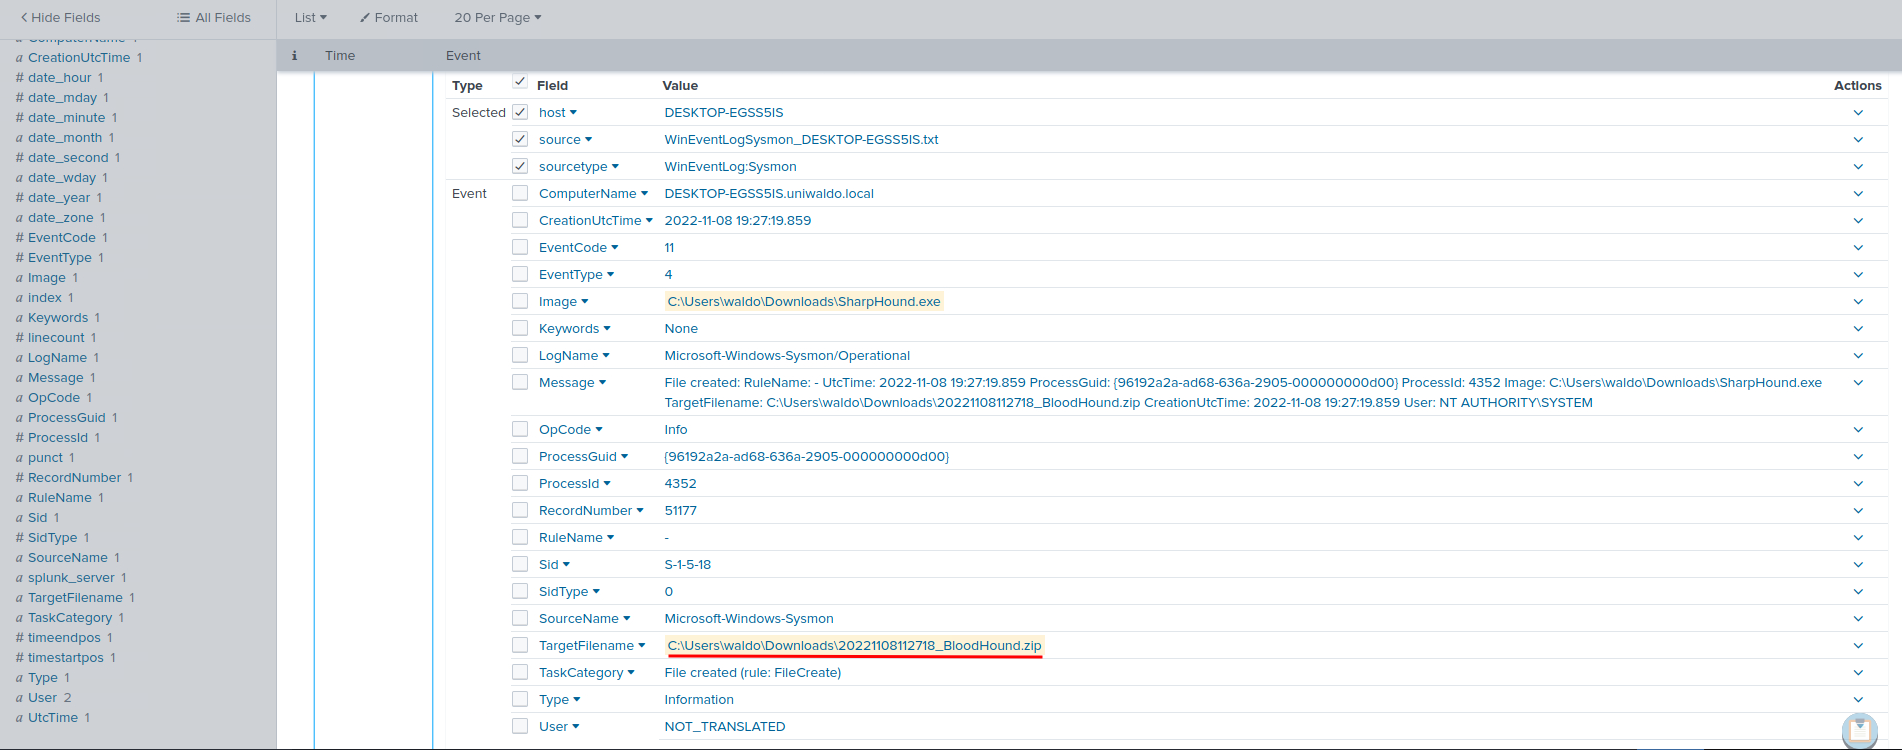 Hide Fields
All Fields
List
Format
20 Per Page
i Time Event
ComputerName 1
a CreationUtcTime 1
# date_hour 1
# date_mday 1
# date_minute 1
a date_month 1
# date_second 1
a date_wday 1
# date_year 1
a date_zone 1
# EventCode 1
# EventType 1
a Image 1
a index 1
a Keywords 1
# linecount 1
a LogName 1
a Message 1
a OpCode 1
a ProcessGuid 1
# ProcessId 1
a punct 1
# RecordNumber 1
a RuleName 1
a Sid 1
# SidType 1
a SourceName 1
a splunk_server 1
a TargetFilename 1
a TaskCategory 1
# timeendpos 1
# timestartpos 1
a Type 1
a User 2
a UtcTime 1
Type Field Value Actions
Selected host DESKTOP-EGSS5IS
source WinEventLogSysmon_DESKTOP-EGSS5IS.txt
sourcetype WinEventLog:Sysmon
Event ComputerName DESKTOP-EGSS5IS.uniwaldo.local
CreationUtcTime 2022-11-08 19:27:19.859
EventCode 11
EventType 4
Image C:\Users\waldo\Downloads\SharpHound.exe
Keywords None
LogName Microsoft-Windows-Sysmon/Operational
Message File created: RuleName: - UtcTime: 2022-11-08 19:27:19.859 ProcessGuid: {96192a2a-ad68-636a-2905-000000000d00} ProcessId: 4352 Image: C:\Users\waldo\Downloads\SharpHound.exe
TargetFilename: C:\Users\waldo\Downloads\20221108112718_BloodHound.zip CreationUtcTime: 2022-11-08 19:27:19.859 User: NT AUTHORITY\SYSTEM
OpCode Info
ProcessGuid {96192a2a-ad68-636a-2905-000000000d00}
ProcessId 4352
RecordNumber 51177
RuleName -
Sid S-1-5-18
SidType 0
SourceName Microsoft-Windows-Sysmon
TargetFilename C:\Users\waldo\Downloads\20221108112718_BloodHound.zip
TaskCategory File created (rule: FileCreate)
Type Information
User NOT_TRANSLATED